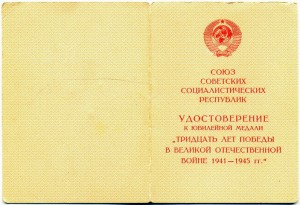 СОЮЗ
СОВЕТСКИХ
СОЦИАЛИСТИЧЕСКИХ
РЕСПУБЛИК
УДОСТОВЕРЕНИЕ
К ЮБИЛЕЙНОЙ МЕДАЛИ
„ТРИДЦАТЬ ЛЕТ ПОБЕДЫ
В ВЕЛИКОЙ ОТЕЧЕСТВЕННОЙ
ВОЙНЕ 1941—1945 гг.“